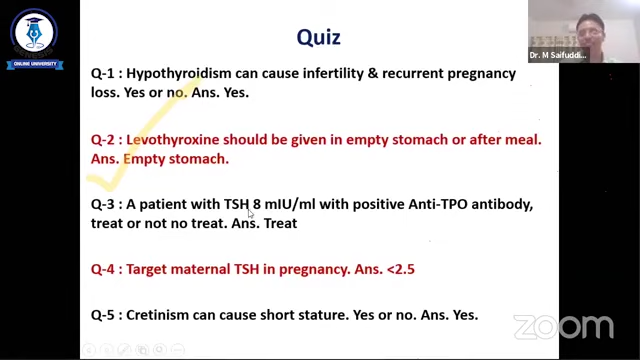 Quiz
Dr. M Saifuddi...
ONLINE UNIVERSITY
Q-1 : Hypothyroidism can cause infertility & recurrent pregnancy
loss. Yes or no. Ans. Yes.
Q-2 : Levothyroxine should be given in empty stomach or after meal.
Ans. Empty stomach.
Q-3 : A patient with TSH 8 mIU/ml with positive Anti-TPO antibody,
treat or not no treat. Ans. Treat
Q-4 : Target maternal TSH in pregnancy. Ans. <2.5
Q-5 : Cretinism can cause short stature. Yes or no. Ans. Yes.
zoom